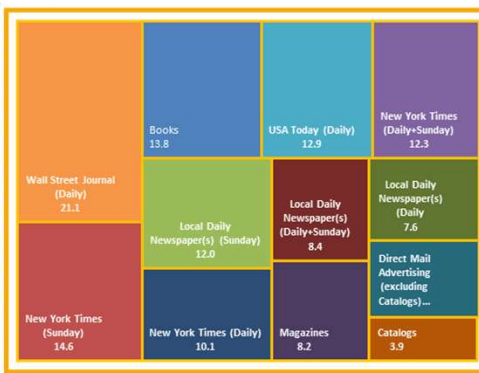 Wall Street Journal
(Daily)
21.1
New York Times
(Sunday)
14.6
Books
13.8
USA Today (Daily)
12.9
New York Times
(Daily+Sunday)
12.3
Local Daily
Newspaper(s) (Sunday)
12.0
New York Times (Daily)
10.1
Local Daily
Newspaper(s)
(Daily+Sunday)
8.4
Magazines
8.2
Local Daily
Newspaper(s)
(Daily
7.6
Direct Mail
Advertising
(excluding
Catalogs)...
Catalogs
3.9